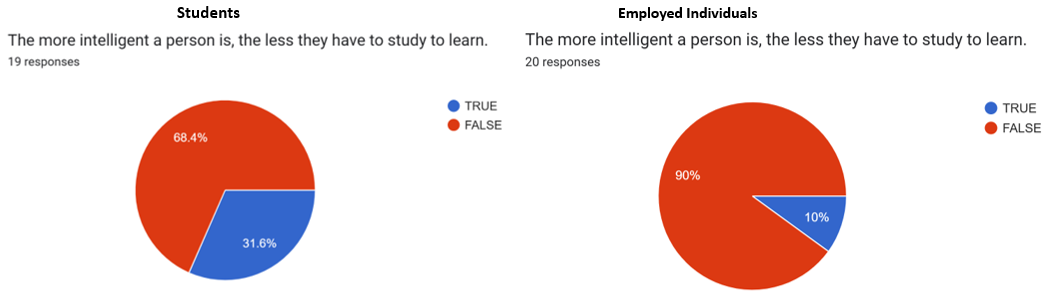 Students
The more intelligent a person is, the less they have to study to learn.
19 responses
TRUE
FALSE
68.4%
31.6%
Employed Individuals
The more intelligent a person is, the less they have to study to learn.
20 responses
TRUE
FALSE
90%
10%